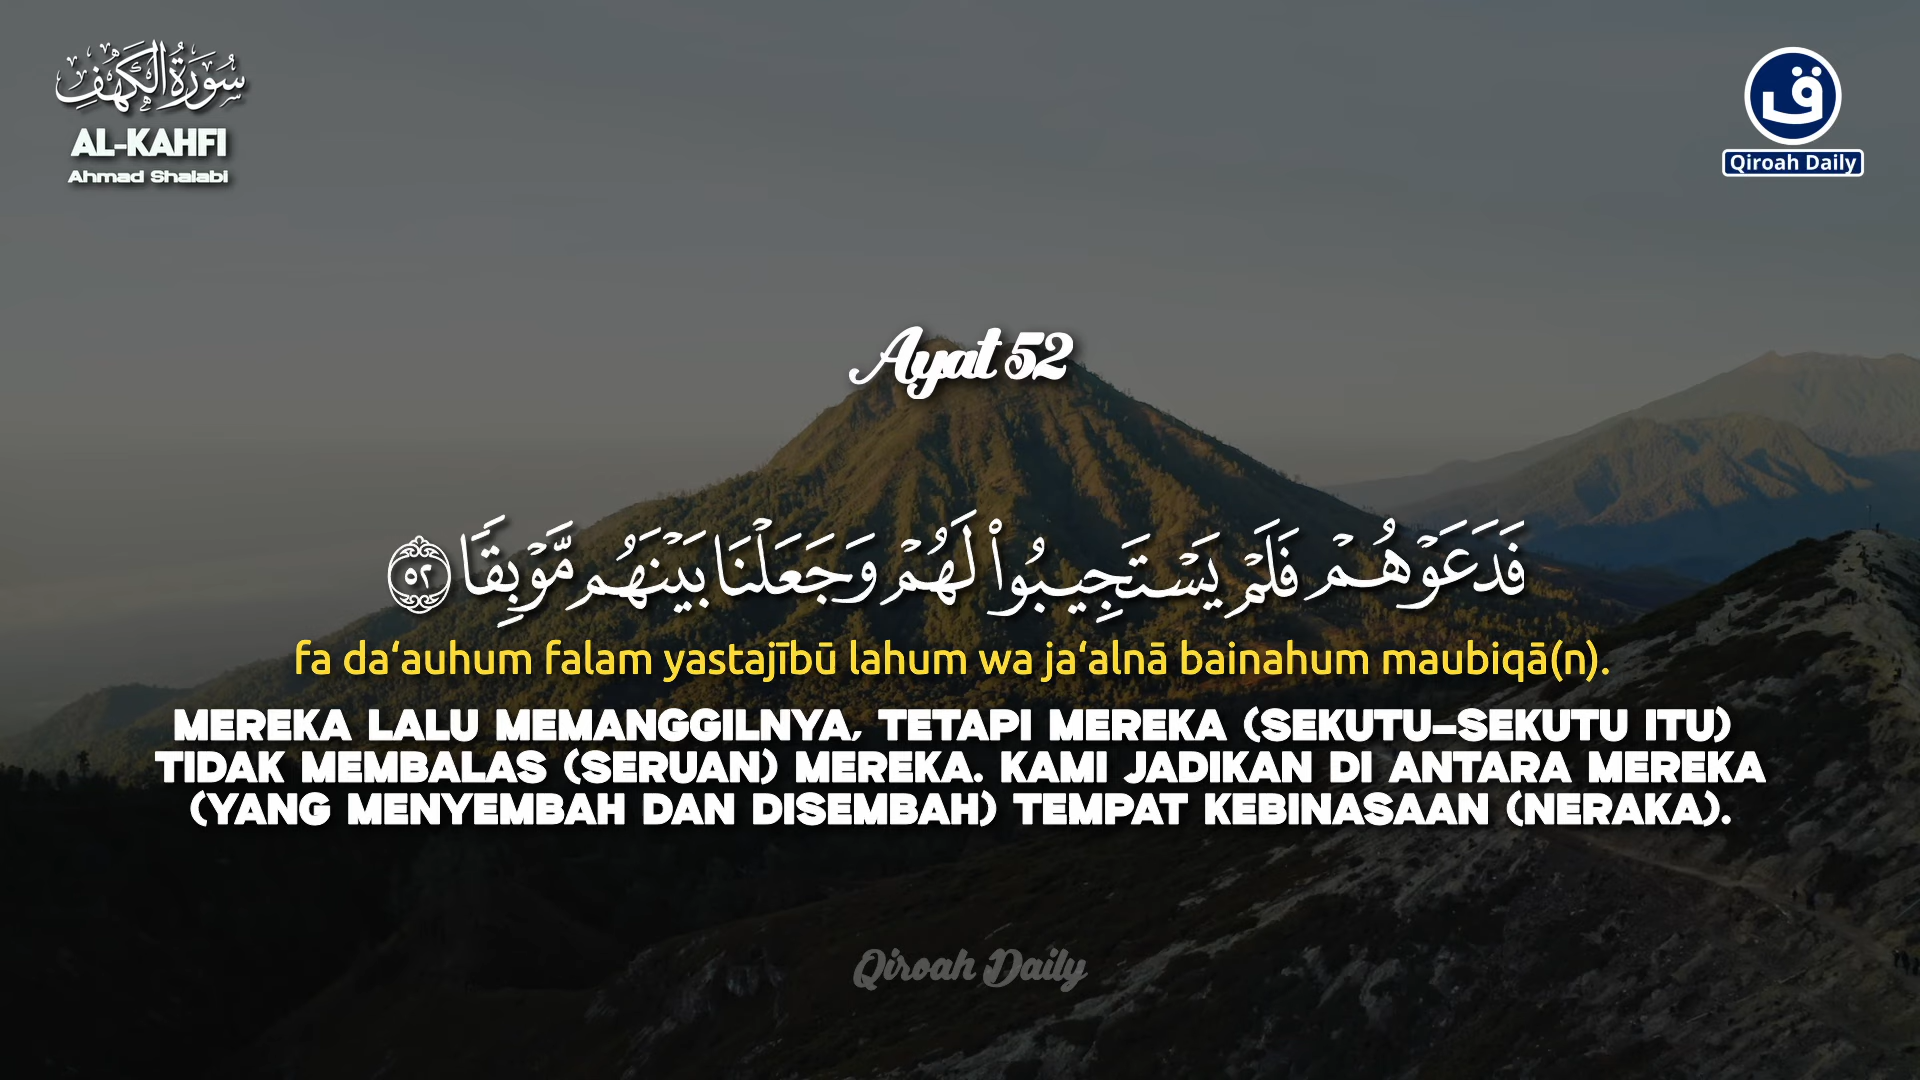 سُورَةُ الْكَهْفِ
AL-KAHFI
Ahmad Shalabi
ق
Qiroah Daily
Ayat 52
فَدَعَوْهُمْ فَلَمْ يَسْتَجِيبُوا۟ لَهُمْ وَجَعَلْنَا بَيْنَهُم مَّوْبِقًا ٥٢
fa da‘auhum falam yastajībū lahum wa ja‘alnā bainahum maubiqā(n).
MEREKA LALU MEMANGGILNYA, TETAPI MEREKA (SEKUTU-SEKUTU ITU)
TIDAK MEMBALAS (SERUAN) MEREKA. KAMI JADIKAN DI ANTARA MEREKA
(YANG MENYEMBAH DAN DISEMBAH) TEMPAT KEBINASAAN (NERAKA).
Qiroah Daily